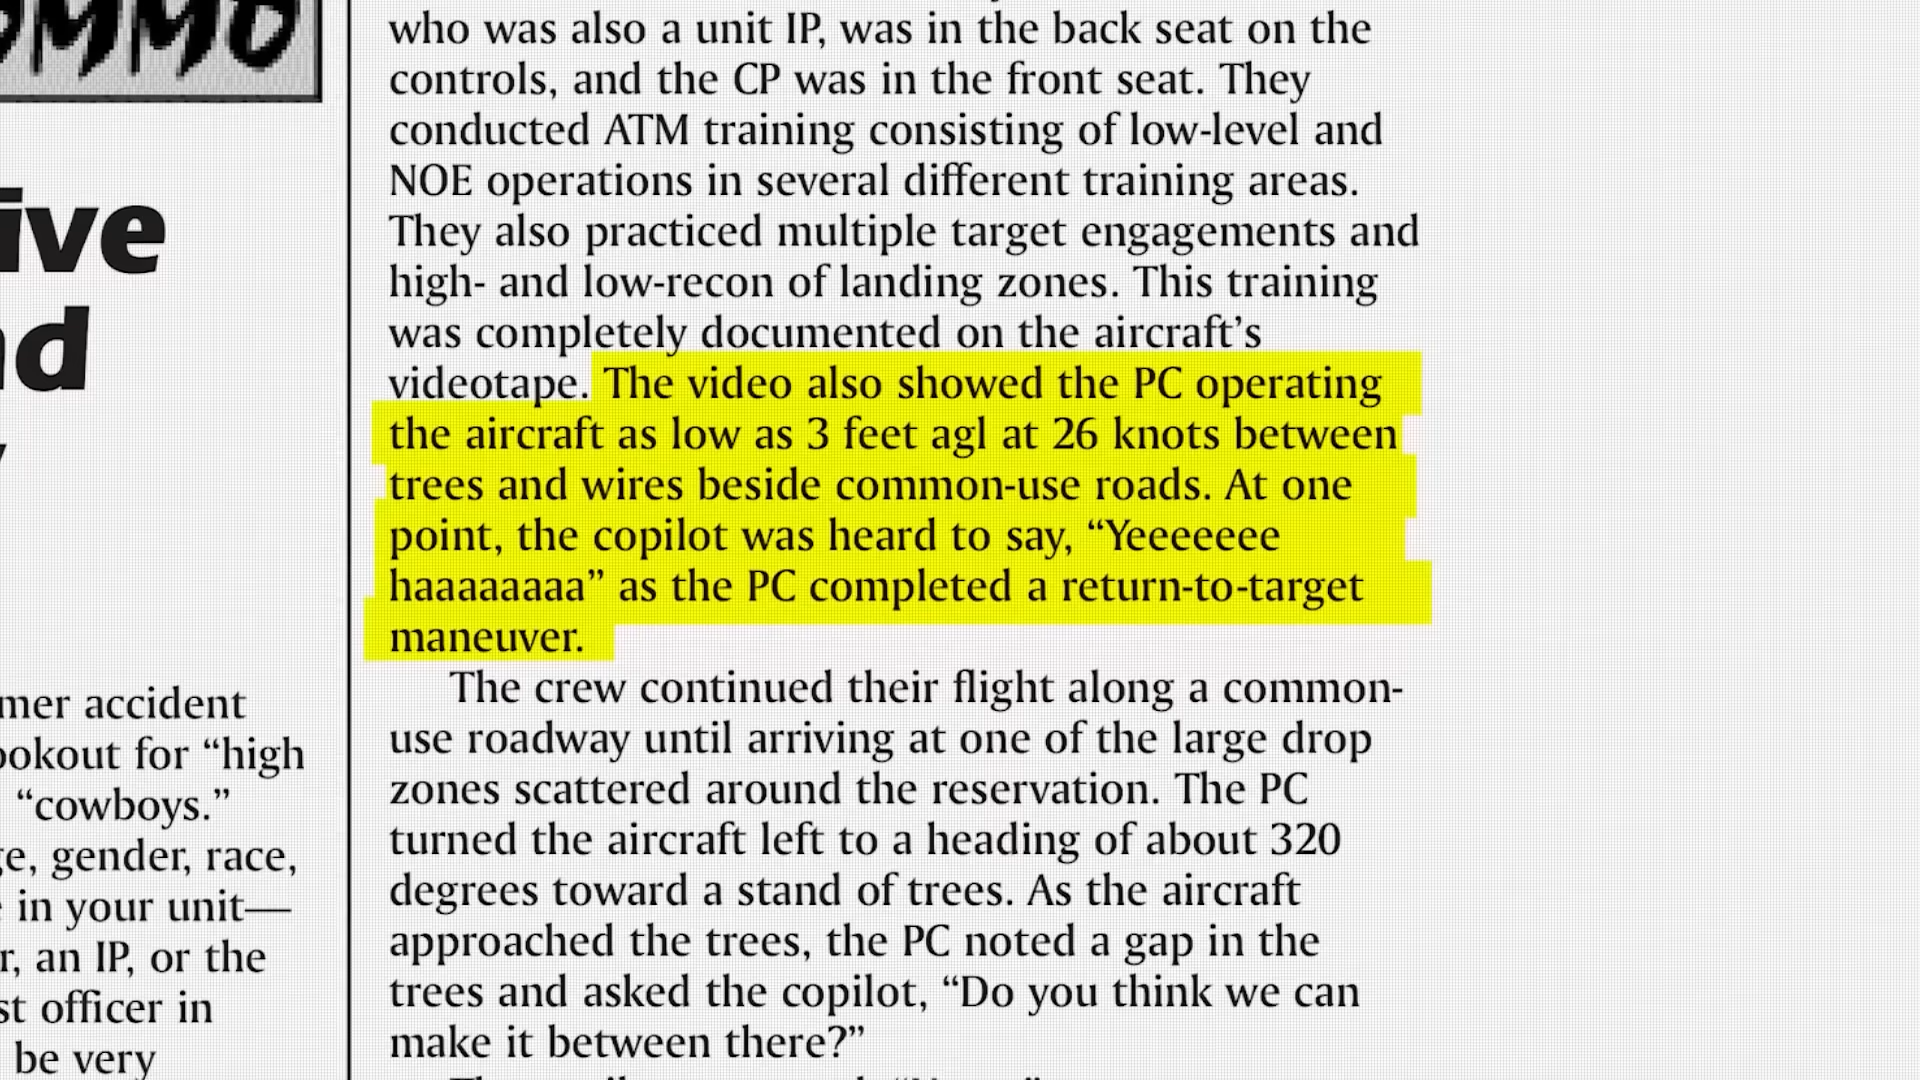 OMMO
ive
nd
mer accident
ookout for “high
“cowboys.”
ge, gender, race,
in your unit—
r, an IP, or the
st officer in
be very
who was also a unit IP, was in the back seat on the
controls, and the CP was in the front seat. They
conducted ATM training consisting of low-level and
NOE operations in several different training areas.
They also practiced multiple target engagements and
high- and low-recon of landing zones. This training
was completely documented on the aircraft’s
videotape. The video also showed the PC operating
the aircraft as low as 3 feet agl at 26 knots between
trees and wires beside common-use roads. At one
point, the copilot was heard to say, “Yeeeeeee
haaaaaaaa” as the PC completed a return-to-target
maneuver.
The crew continued their flight along a common-
use roadway until arriving at one of the large drop
zones scattered around the reservation. The PC
turned the aircraft left to a heading of about 320
degrees toward a stand of trees. As the aircraft
approached the trees, the PC noted a gap in the
trees and asked the copilot, “Do you think we can
make it between there?”